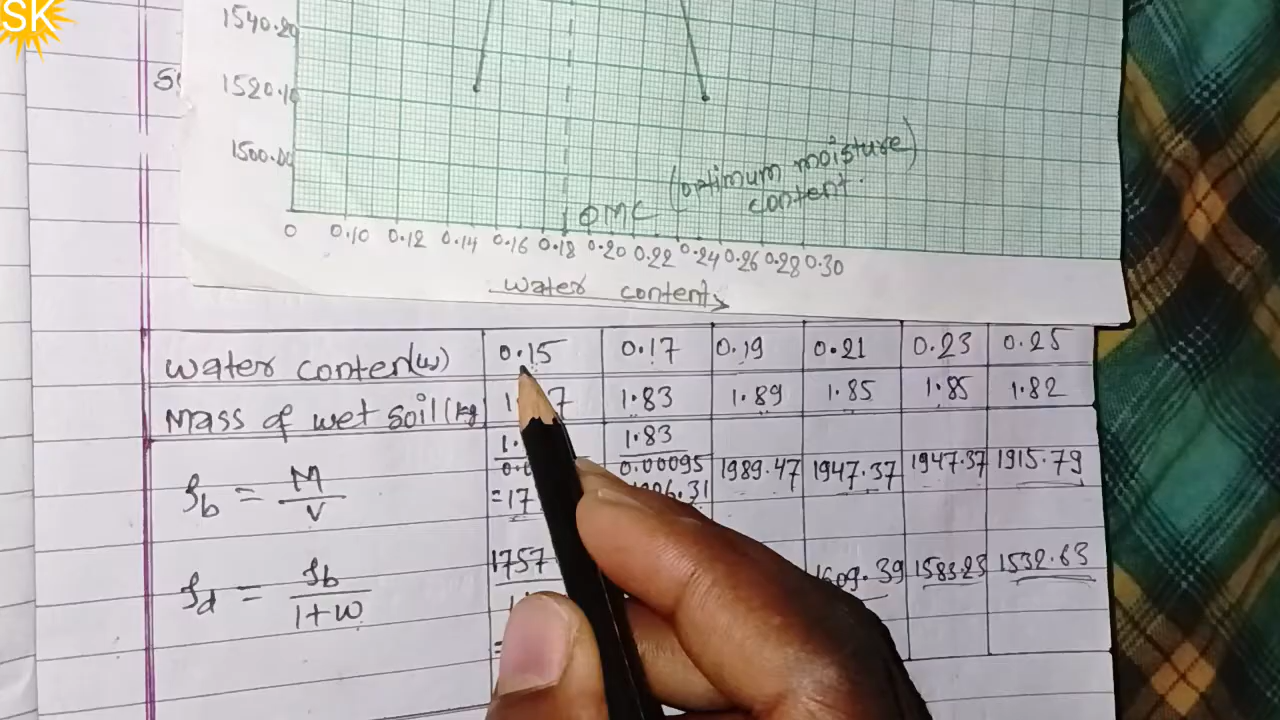 SK
1540.20
1520.10
1500.00
(optimum moisture)
content.
OMC
0 0.10 0.12 0.14 0.16 0.18 0.20 0.22 0.24 0.26 0.28 0.30
water content
water conten(w) 0.15 0.17 0.19 0.21 0.23 0.25
Mass of wet soil (kg 1.83 1.89 1.85 1.85 1.82
ρb = M/V 1.83/0.00095 1989.47 1947.37 1947.37 1915.79
= 17
ρd = ρb/1+w 1757 1609.39 1583.23 1532.63